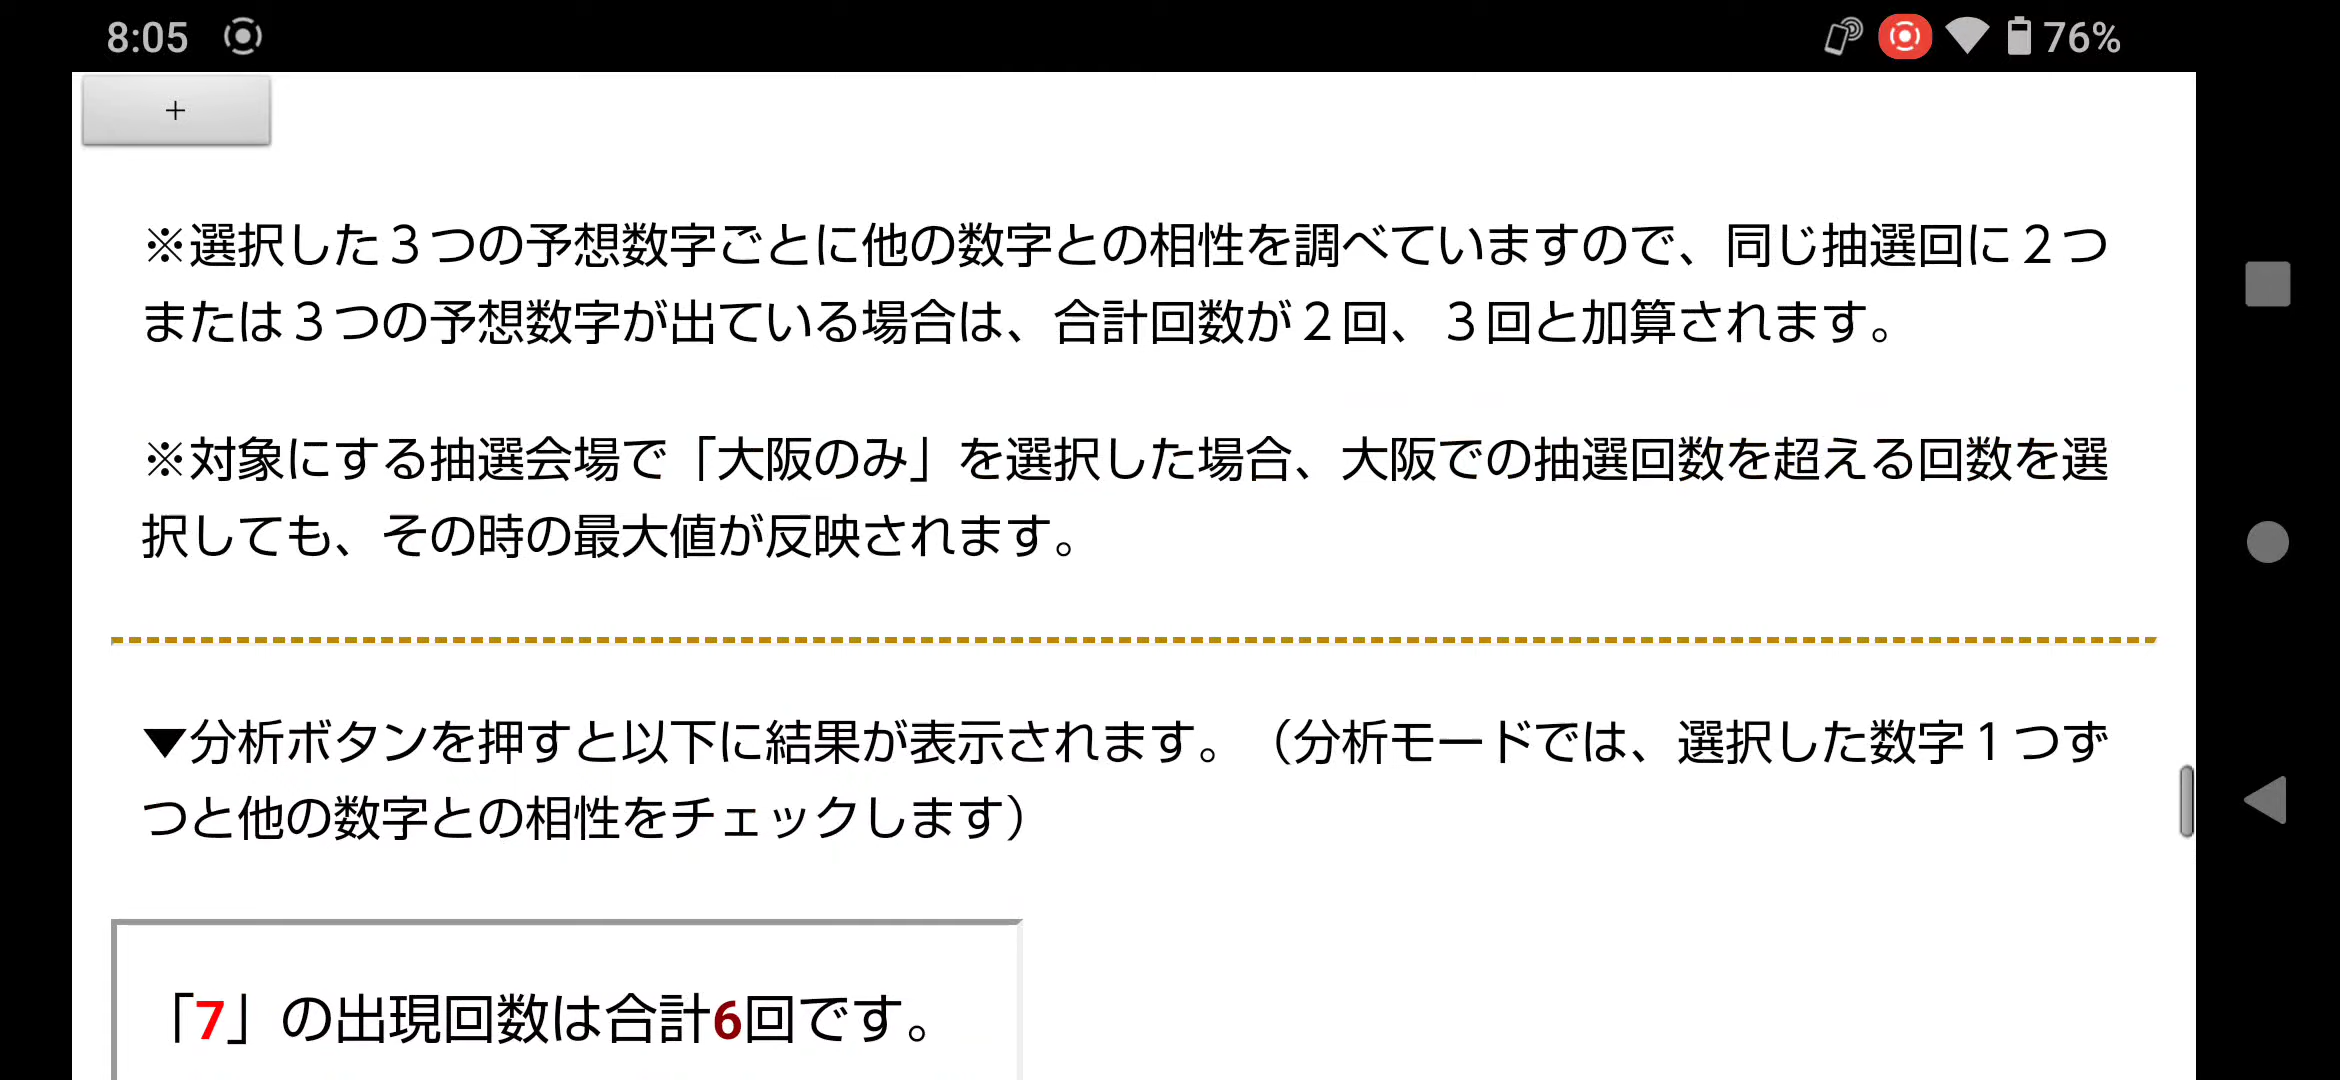 8:05
76%
+
※選択した３つの予想数字ごとに他の数字との相性を調べていますので、同じ抽選回に２つ
または３つの予想数字が出ている場合は、合計回数が２回、３回と加算されます。
※対象にする抽選会場で「大阪のみ」を選択した場合、大阪での抽選回数を超える回数を選
択しても、その時の最大値が反映されます。
▼分析ボタンを押すと以下に結果が表示されます。（分析モードでは、選択した数字１つず
つと他の数字との相性をチェックします）
「7」の出現回数は合計6回です。